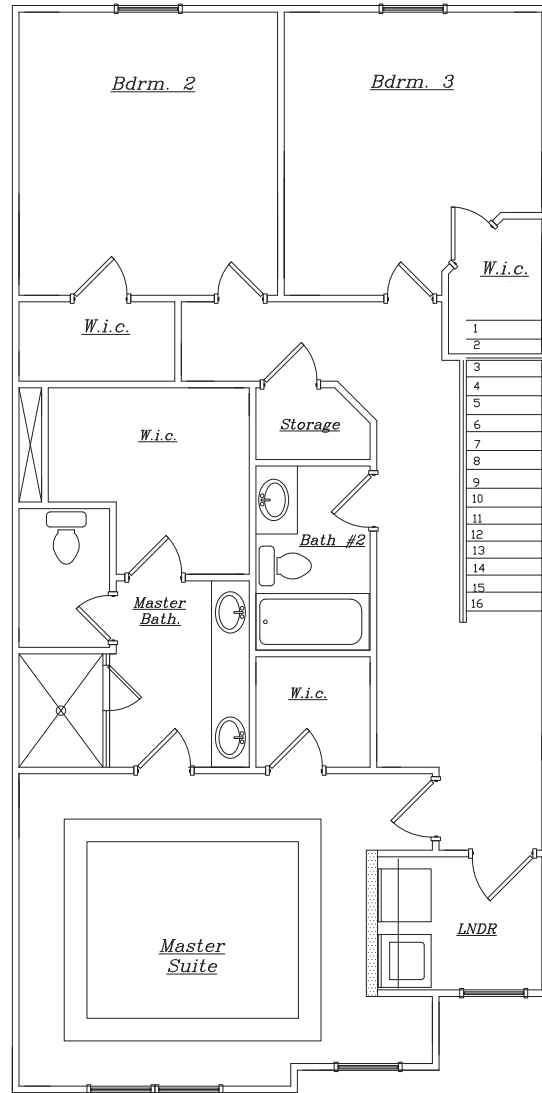 Bdrm. 2
Bdrm. 3
W.i.c.
W.i.c.
1
2
3
4
5
6
7
8
9
10
11
12
13
14
15
16
Storage
W.i.c.
Bath #2
Master
Bath.
W.i.c.
LNDR
Master
Suite